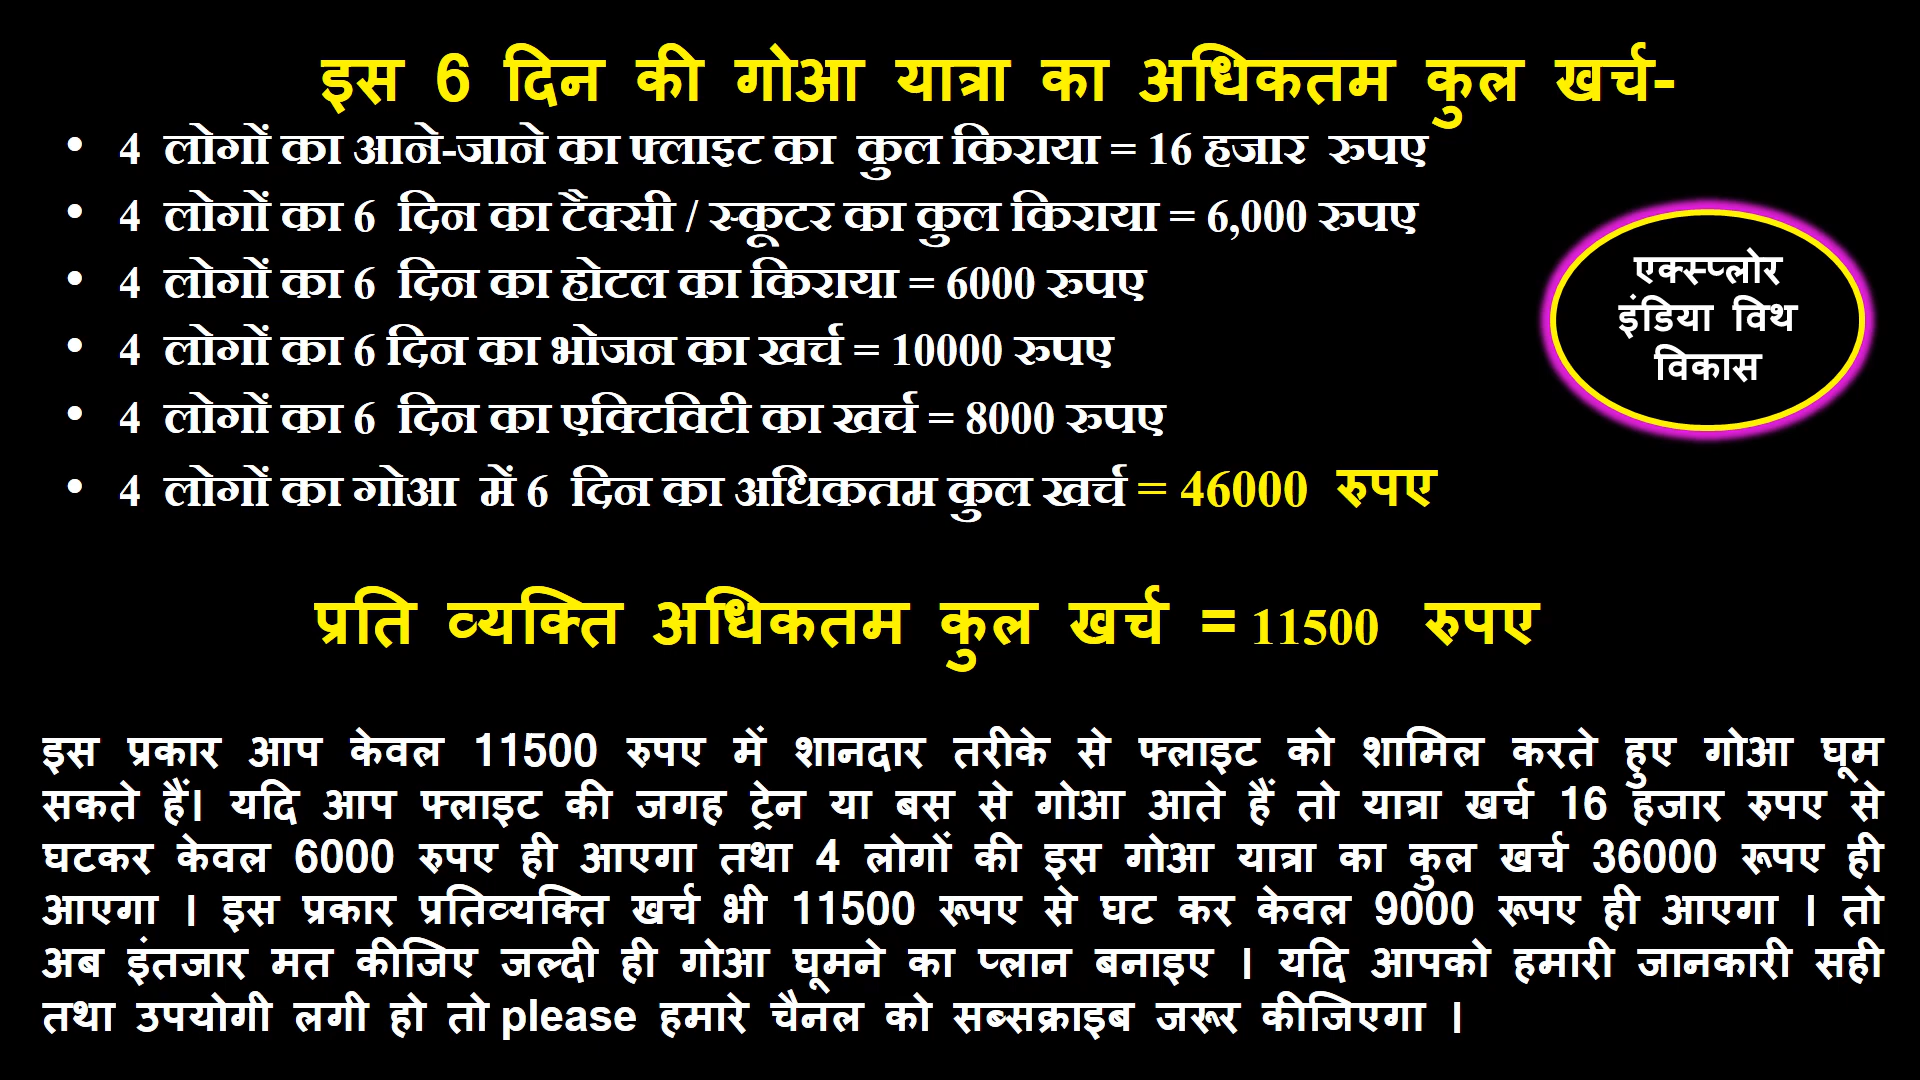 इस 6 दिन की गोआ यात्रा का अधिकतम कुल खर्च-
• 4 लोगों का आने-जाने का फ्लाइट का कुल किराया = 16 हजार रुपए
• 4 लोगों का 6 दिन का टैक्सी / स्कूटर का कुल किराया = 6,000 रुपए
• 4 लोगों का 6 दिन का होटल का किराया = 6000 रुपए
• 4 लोगों का 6 दिन का भोजन का खर्च = 10000 रुपए
• 4 लोगों का 6 दिन का एक्टिविटी का खर्च = 8000 रुपए
• 4 लोगों का गोआ में 6 दिन का अधिकतम कुल खर्च = 46000 रुपए
एक्स्प्लोर
इंडिया विथ
विकास
प्रति व्यक्ति अधिकतम कुल खर्च = 11500 रुपए
इस प्रकार आप केवल 11500 रुपए में शानदार तरीके से फ्लाइट को शामिल करते हुए गोआ घूम
सकते हैं। यदि आप फ्लाइट की जगह ट्रेन या बस से गोआ आते हैं तो यात्रा खर्च 16 हजार रुपए से
घटकर केवल 6000 रुपए ही आएगा तथा 4 लोगों की इस गोआ यात्रा का कुल खर्च 36000 रूपए ही
आएगा । इस प्रकार प्रतिव्यक्ति खर्च भी 11500 रूपए से घट कर केवल 9000 रूपए ही आएगा । तो
अब इंतजार मत कीजिए जल्दी ही गोआ घूमने का प्लान बनाइए । यदि आपको हमारी जानकारी सही
तथा उपयोगी लगी हो तो please हमारे चैनल को सब्सक्राइब जरूर कीजिएगा ।